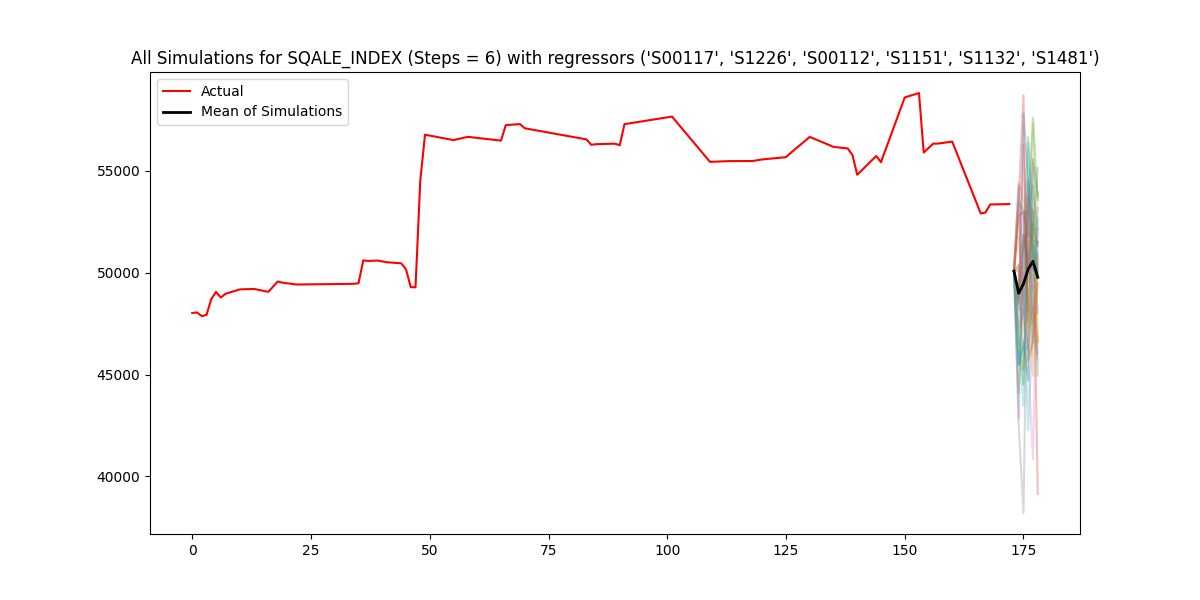 All Simulations for SQALE_INDEX (Steps = 6) with regressors ('S00117', 'S1226', 'S00112', 'S1151', 'S1132', 'S1481')
Actual
Mean of Simulations
55000
50000
45000
40000
0 25 50 75 100 125 150 175